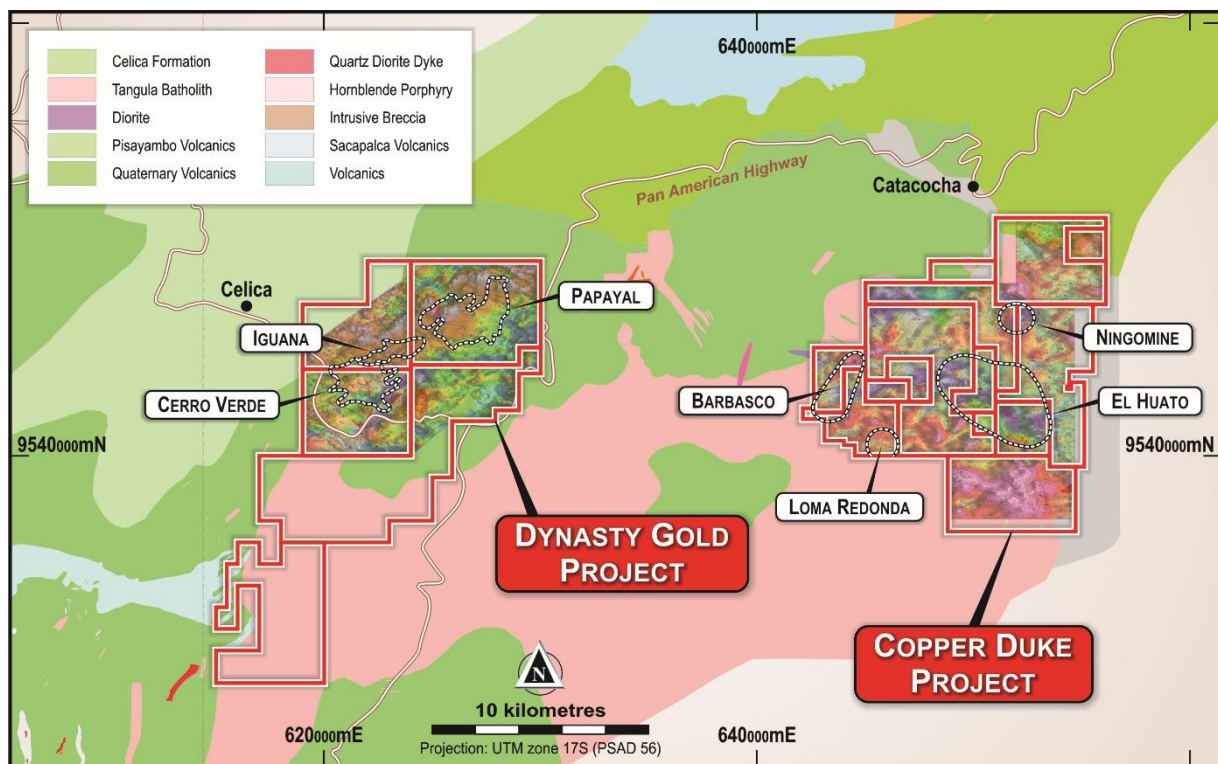 640000mE
Celica Formation
Tangula Batholith
Diorite
Pisayambo Volcanics
Quaternary Volcanics
Quartz Diorite Dyke
Hornblende Porphyry
Intrusive Breccia
Sacapalca Volcanics
Volcanics
Pan American Highway
Catacocha
Celica
PAPAYAL
IGUANA
CERRO VERDE
NINGOMINE
BARBASCO
EL HUATO
LOMA REDONDA
9540000mN
9540000mN
DYNASTY GOLD
PROJECT
COPPER DUKE
PROJECT
N
10 kilometres
Projection: UTM zone 17S (PSAD 56)
620000mE
640000mE